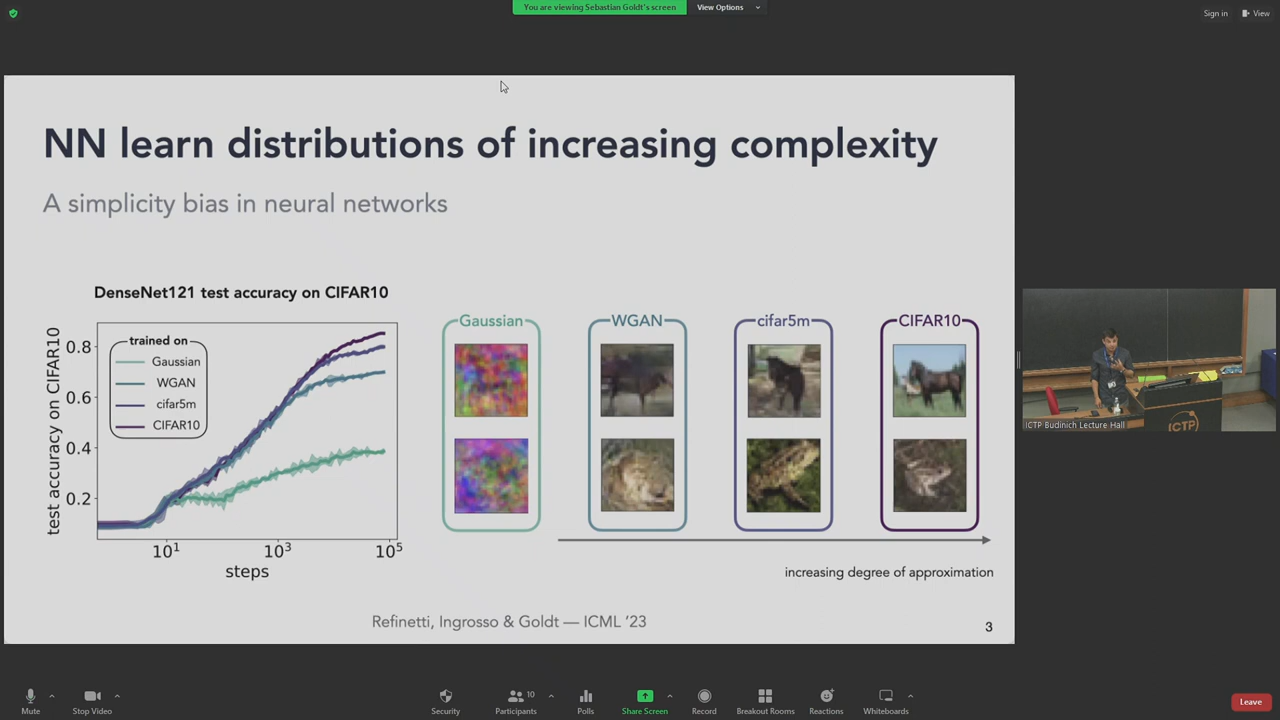 You are viewing Sebastian Goldt's screen
View Options
Sign in
View
NN learn distributions of increasing complexity
A simplicity bias in neural networks
DenseNet121 test accuracy on CIFAR10
test accuracy on CIFAR10
0.8
0.6
0.4
0.2
trained on
Gaussian
WGAN
cifar5m
CIFAR10
10¹
10³
10⁵
steps
Gaussian
WGAN
cifar5m
CIFAR10
increasing degree of approximation
Refinetti, Ingrosso & Goldt — ICML '23
3
ICTP
ICTP Budinich Lecture Hall
Mute
Stop Video
Security
10
Participants
Polls
Share Screen
Record
Breakout Rooms
Reactions
Whiteboards
Leave